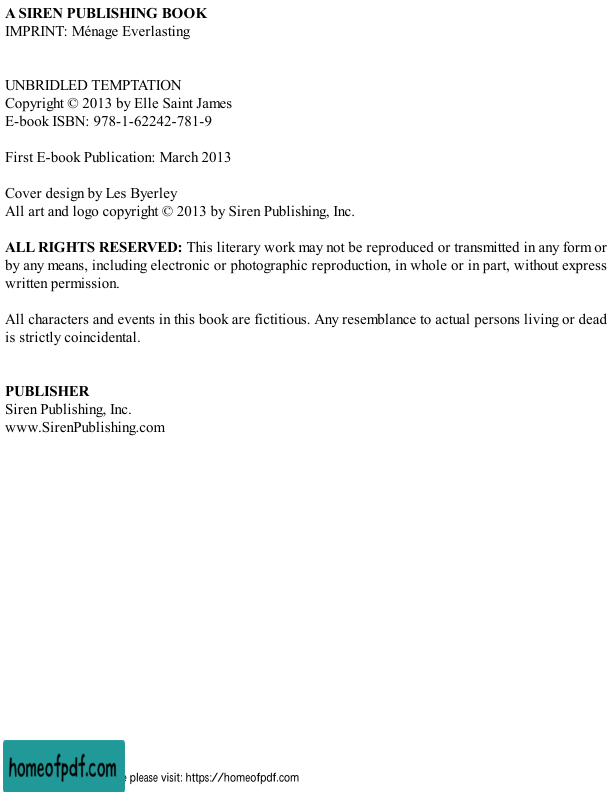 A SIREN PUBLISHING BOOK
IMPRINT: Ménage Everlasting
UNBRIDLED TEMPTATION
Copyright © 2013 by Elle Saint James
E-book ISBN: 978-1-62242-781-9
First E-book Publication: March 2013
Cover design by Les Byerley
All art and logo copyright © 2013 by Siren Publishing, Inc.
ALL RIGHTS RESERVED: This literary work may not be reproduced or transmitted in any form or
by any means, including electronic or photographic reproduction, in whole or in part, without express
written permission.
All characters and events in this book are fictitious. Any resemblance to actual persons living or dead
is strictly coincidental.
PUBLISHER
Siren Publishing, Inc.
www.SirenPublishing.com
homeofpdf.com please visit: https://homeofpdf.com